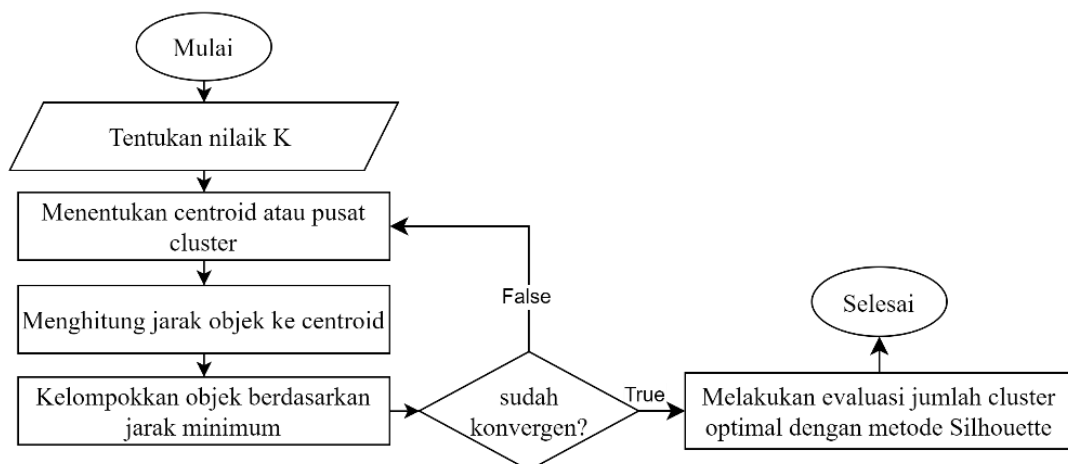 Mulai
Tentukan nilaik K
Menentukan centroid atau pusat
cluster
Menghitung jarak objek ke centroid
Kelompokkan objek berdasarkan
jarak minimum
sudah
konvergen?
False
True
Melakukan evaluasi jumlah cluster
optimal dengan metode Silhouette
Selesai